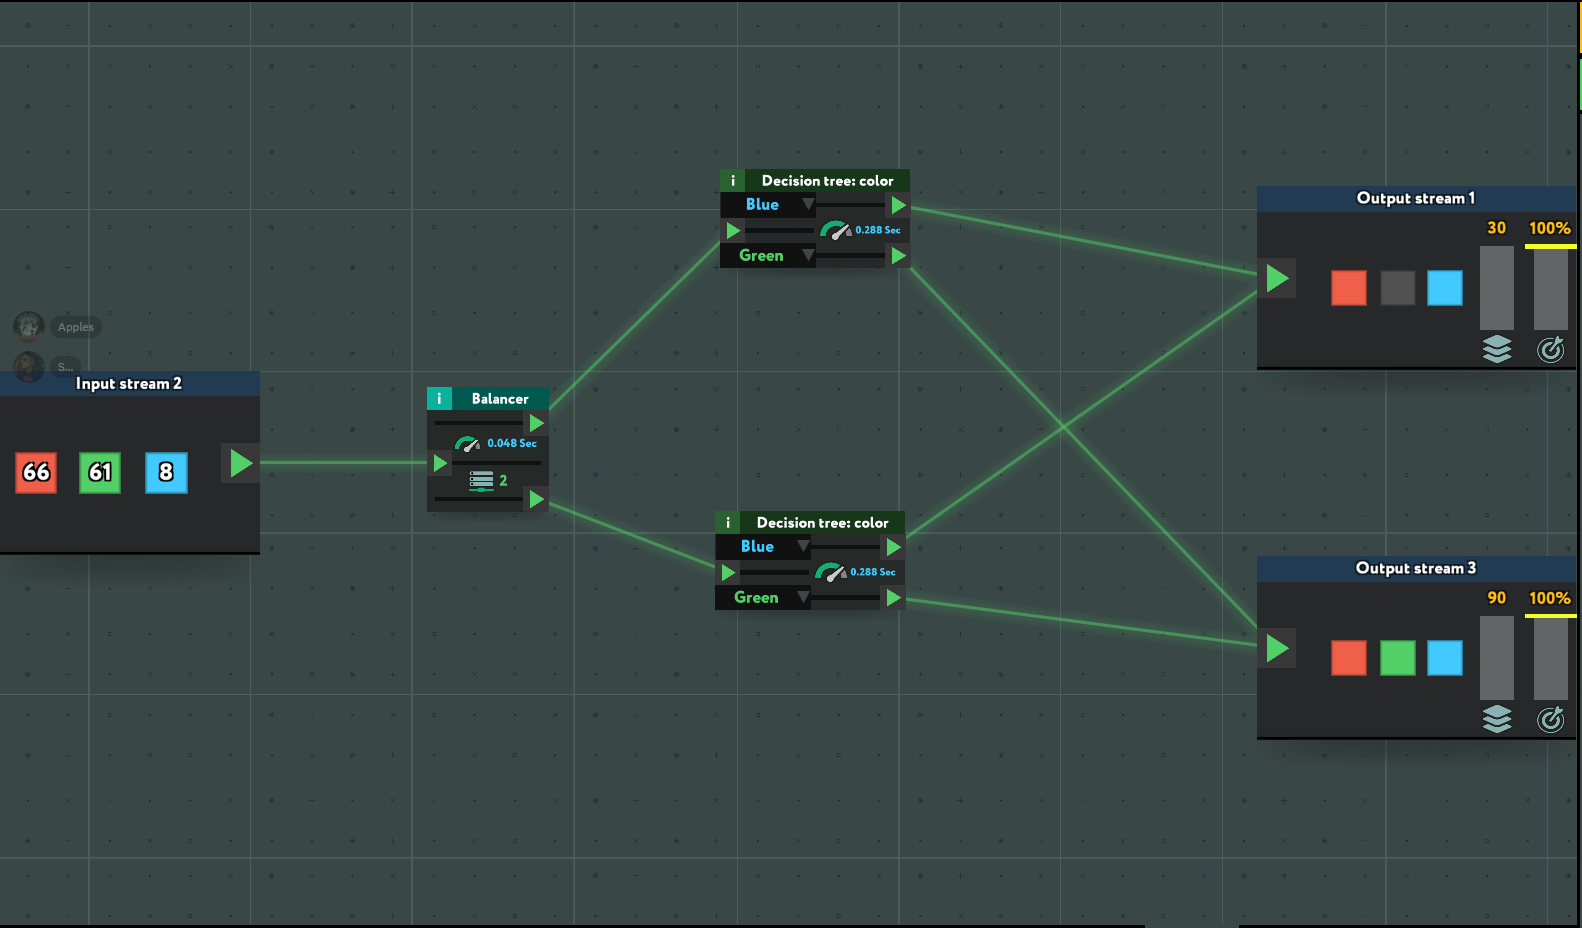 i Decision tree: color
Blue
0.288 Sec
Green
Output stream 1
30 100%
Apples
S...
Input stream 2
66 61 8
i Balancer
0.048 Sec
2
i Decision tree: color
Blue
0.288 Sec
Green
Output stream 3
90 100%